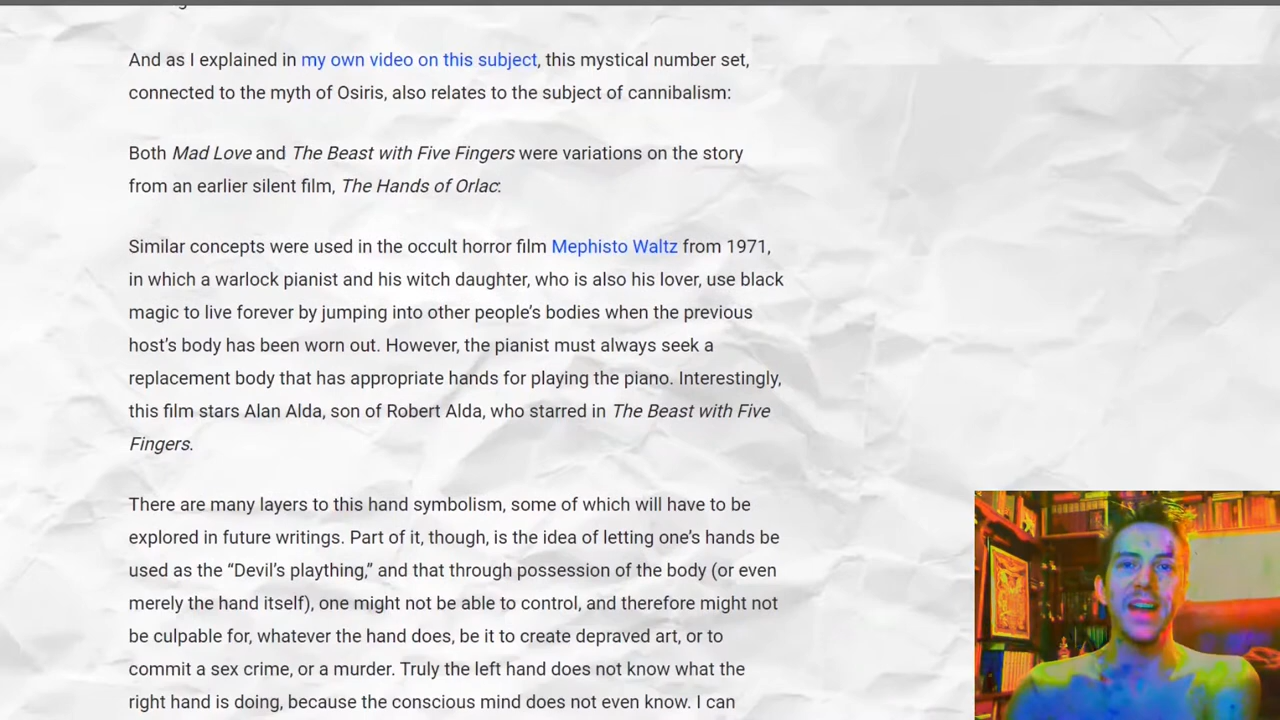 And as I explained in my own video on this subject, this mystical number set,
connected to the myth of Osiris, also relates to the subject of cannibalism:
Both Mad Love and The Beast with Five Fingers were variations on the story
from an earlier silent film, The Hands of Orlac:
Similar concepts were used in the occult horror film Mephisto Waltz from 1971,
in which a warlock pianist and his witch daughter, who is also his lover, use black
magic to live forever by jumping into other people’s bodies when the previous
host’s body has been worn out. However, the pianist must always seek a
replacement body that has appropriate hands for playing the piano. Interestingly,
this film stars Alan Alda, son of Robert Alda, who starred in The Beast with Five
Fingers.
There are many layers to this hand symbolism, some of which will have to be
explored in future writings. Part of it, though, is the idea of letting one’s hands be
used as the “Devil’s plaything,” and that through possession of the body (or even
merely the hand itself), one might not be able to control, and therefore might not
be culpable for, whatever the hand does, be it to create depraved art, or to
commit a sex crime, or a murder. Truly the left hand does not know what the
right hand is doing, because the conscious mind does not even know. I can